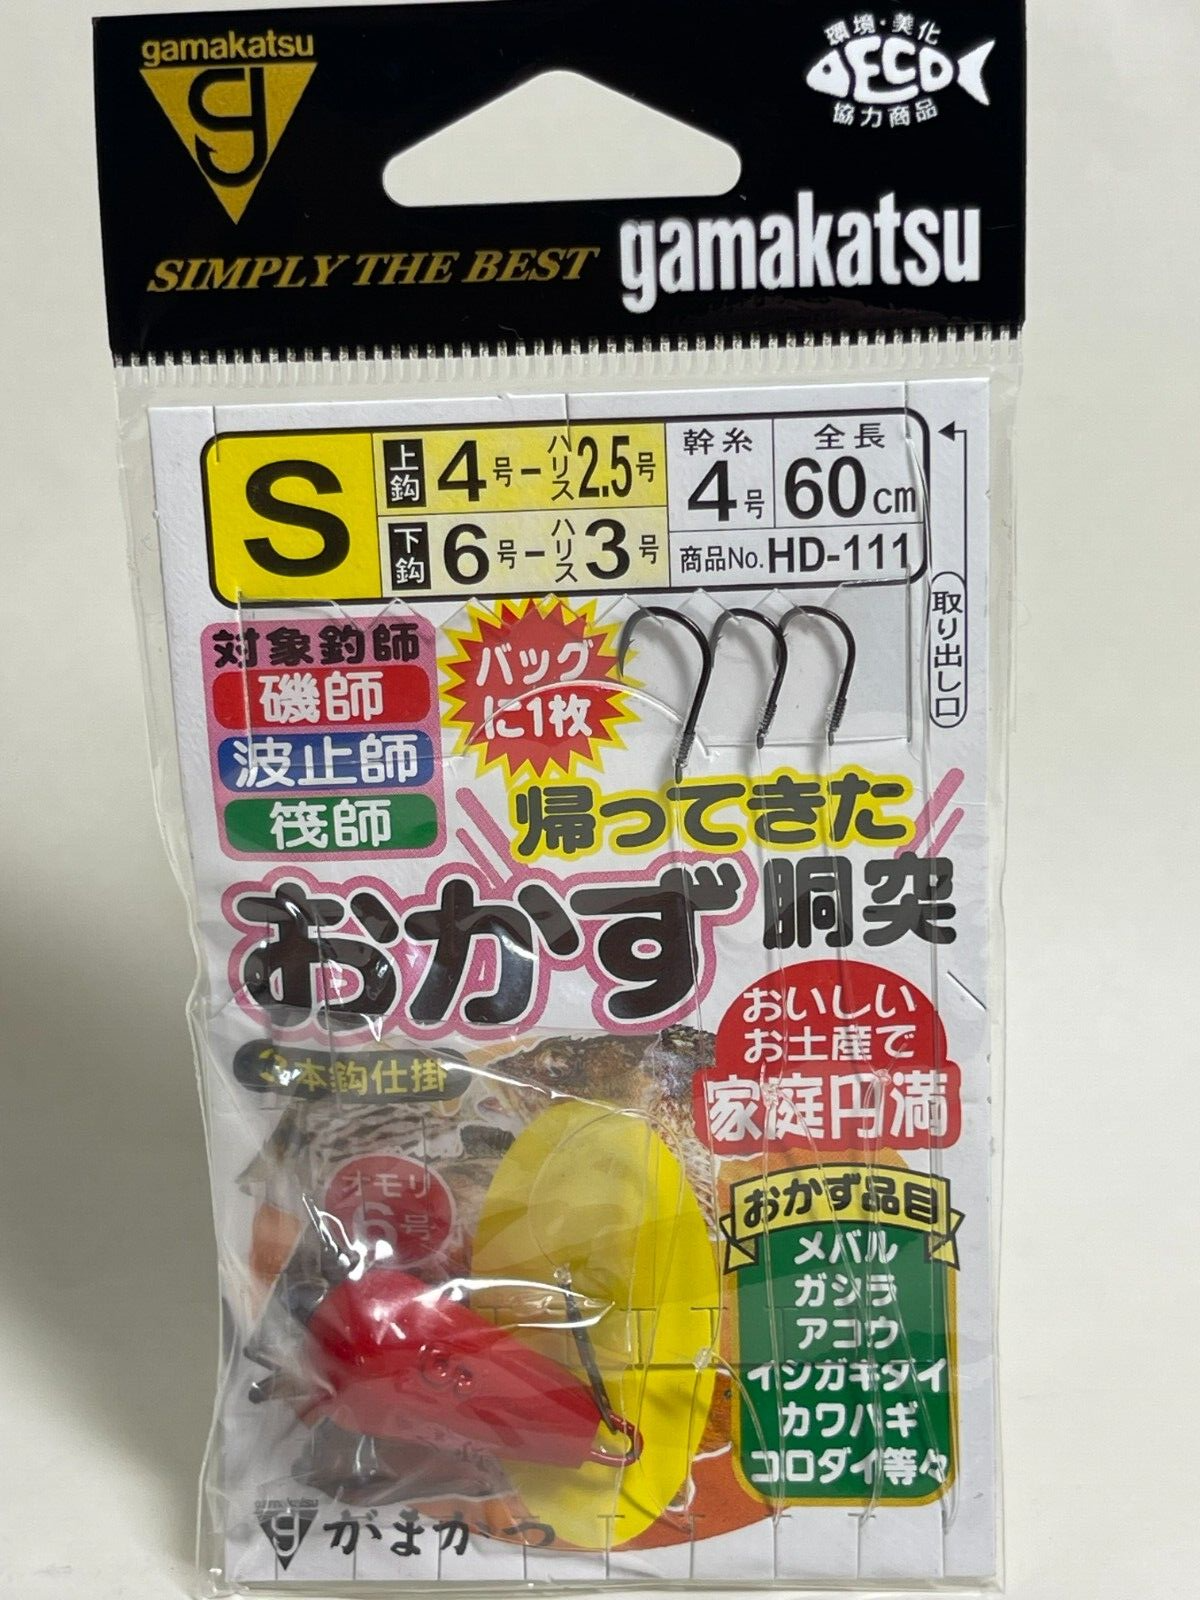 gamakatsu
環境・美化
ECO
協力商品
SIMPLY THE BEST
gamakatsu
S
上鈎 4号-ハリス2.5号
下鈎 6号-ハリス3号
幹糸 4号
全長 60cm
商品No. HD-111
取り出し口
対象釣師
磯師
波止師
筏師
バッグに1枚
帰ってきた
おかず 胴突
3本鈎仕掛
おいしい
お土産で
家庭円満
オモリ
6号
おかず品目
メバル
ガシラ
アコウ
イシガキダイ
カワハギ
コロダイ等々
gamakatsu
がまかつ